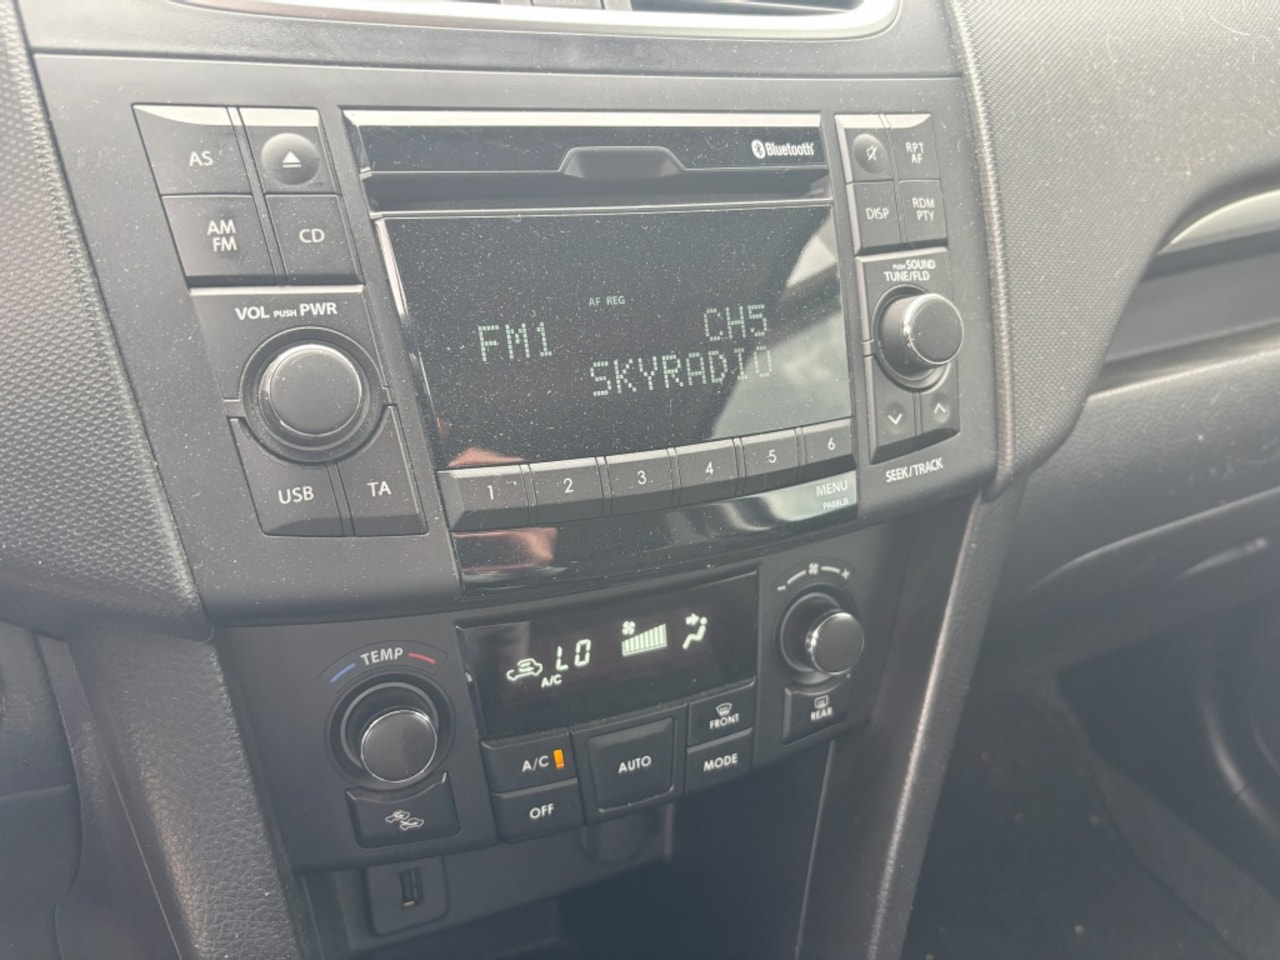 AS
AM
FM
CD
VOL PUSH PWR
USB
TA
Bluetooth
AF REG
FM1
CH5
SKYRADIO
1
2
3
4
5
6
MENU
RPT
AF
DISP
RDM
PTY
PUSH SOUND
TUNE/FLD
SEEK/TRACK
TEMP
LO
A/C
A/C
AUTO
OFF
FRONT
MODE
REAR